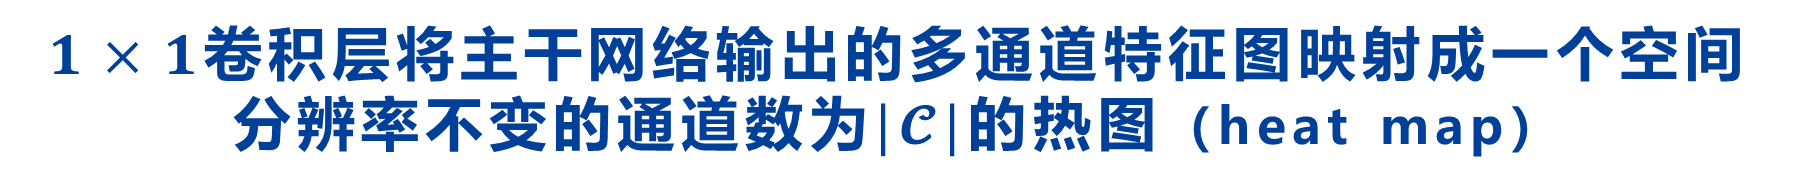 1 × 1卷积层将主干网络输出的多通道特征图映射成一个空间
分辨率不变的通道数为|𝒞|的热图（heat map）